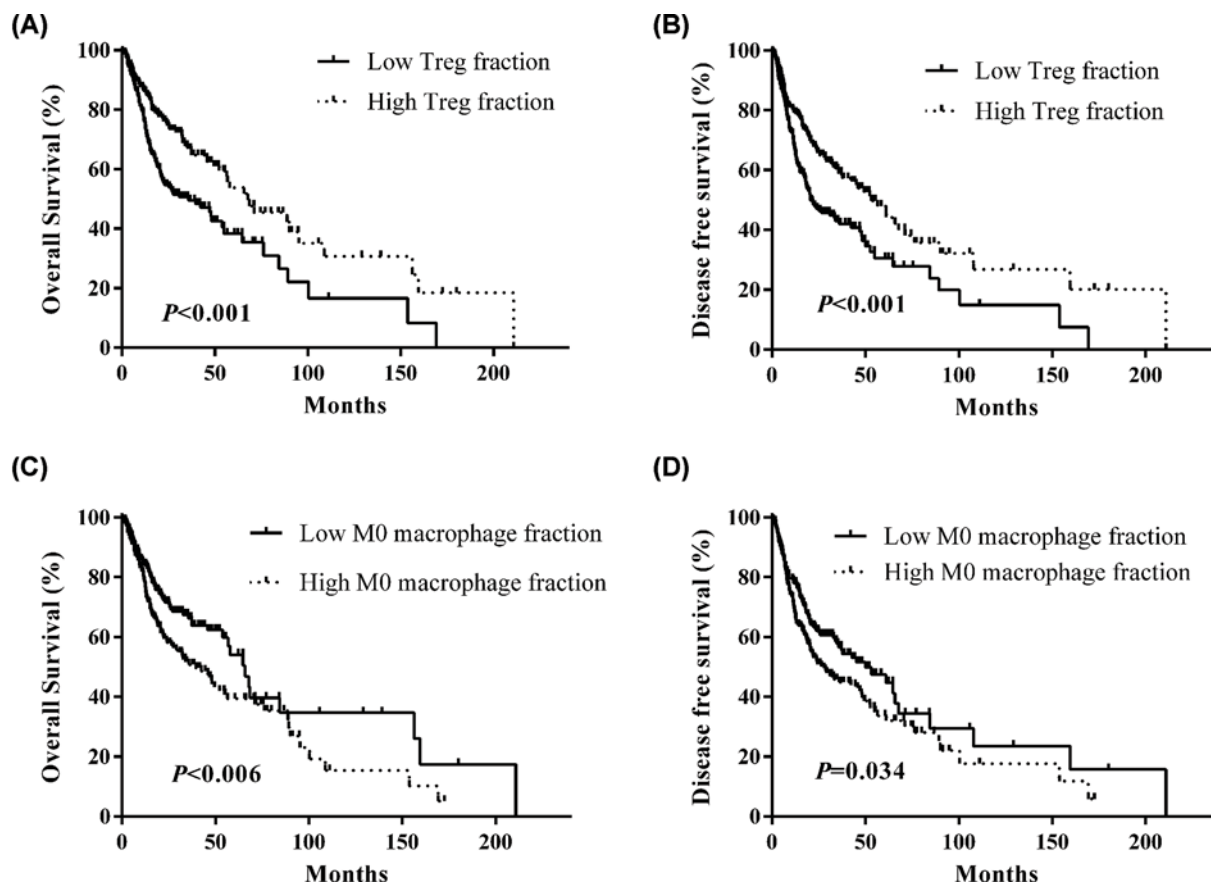 (A)
Overall Survival (%)
100
80
60
40
20
0
Low Treg fraction
High Treg fraction
P<0.001
0 50 100 150 200
Months
(B)
Disease free survival (%)
100
80
60
40
20
0
Low Treg fraction
High Treg fraction
P<0.001
0 50 100 150 200
Months
(C)
Overall Survival (%)
100
80
60
40
20
0
Low M0 macrophage fraction
High M0 macrophage fraction
P<0.006
0 50 100 150 200
Months
(D)
Disease free survival (%)
100
80
60
40
20
0
Low M0 macrophage fraction
High M0 macrophage fraction
P=0.034
0 50 100 150 200
Months